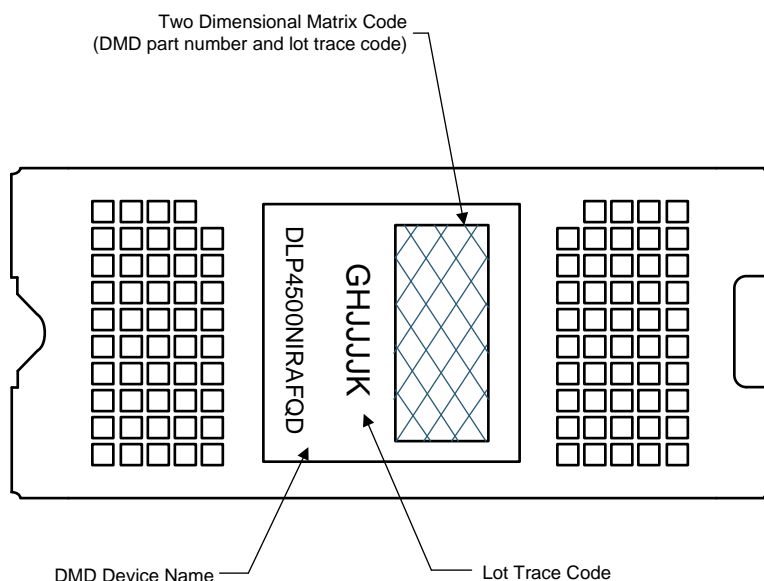 Two Dimensional Matrix Code
(DMD part number and lot trace code)
GHJJJJK
DLP4500NIRAFQD
DMD Device Name
Lot Trace Code